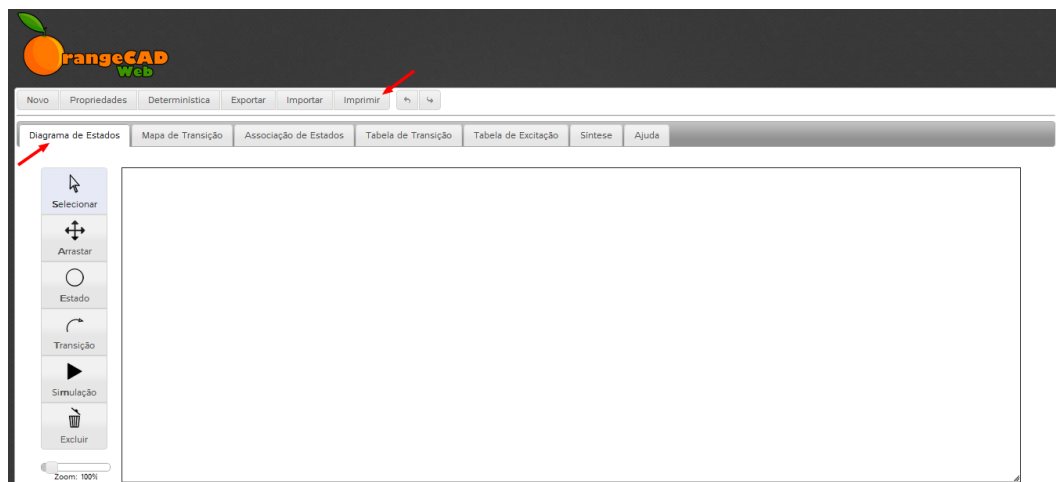 OrangeCAD
Web
Novo Propriedades Determinística Exportar Importar Imprimir
Diagrama de Estados Mapa de Transição Associação de Estados Tabela de Transição Tabela de Excitação Síntese Ajuda
Selecionar
Arrastar
Estado
Transição
Simulação
Excluir
Zoom: 100%